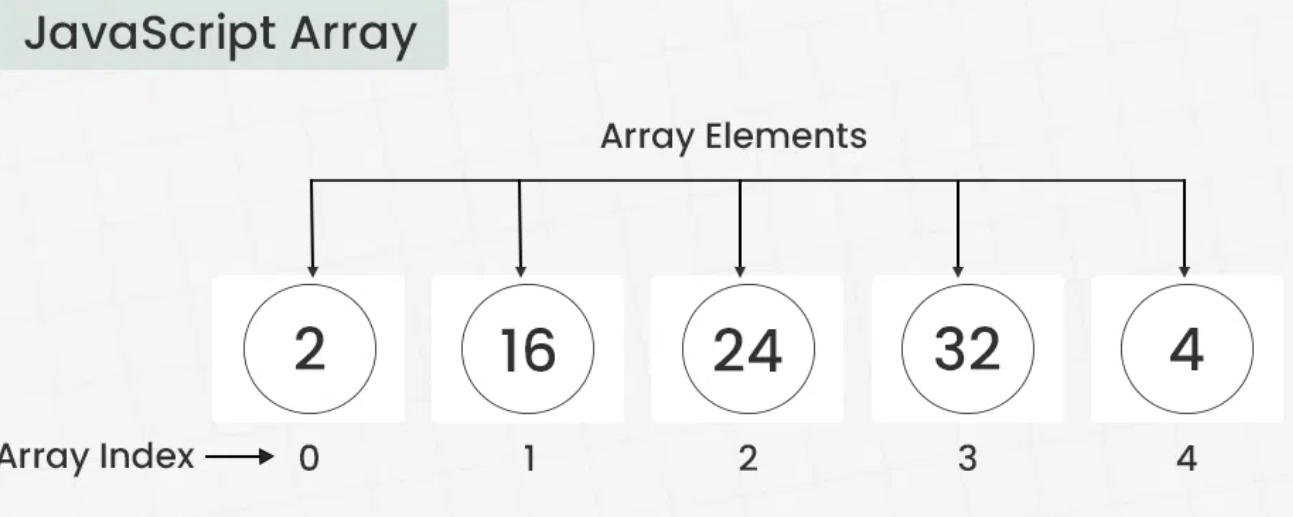 JavaScript Array
Array Elements
2 16 24 32 4
Array Index 0 1 2 3 4